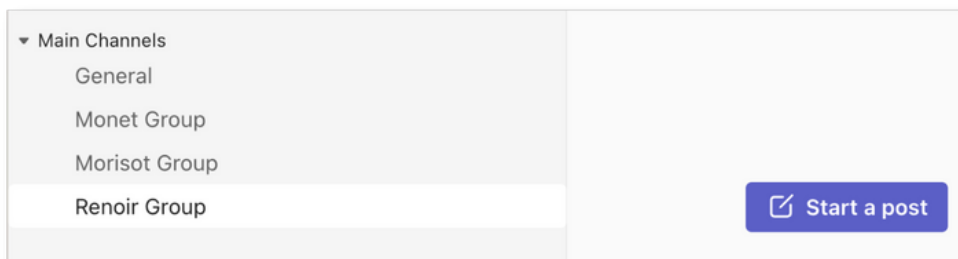 Main Channels
General
Monet Group
Morisot Group
Renoir Group
Start a post